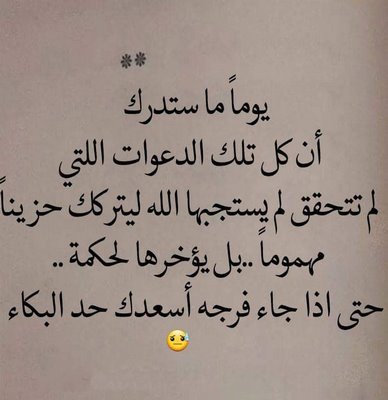 **
يوماً ما ستدرك
أن كل تلك الدعوات اللتي
لم تتحقق لم يستجبها الله ليتركك حزيناً
مهموماً ..بل يؤخرها لحكمة ..
حتى اذا جاء فرجه أسعدك حد البكاء
😓